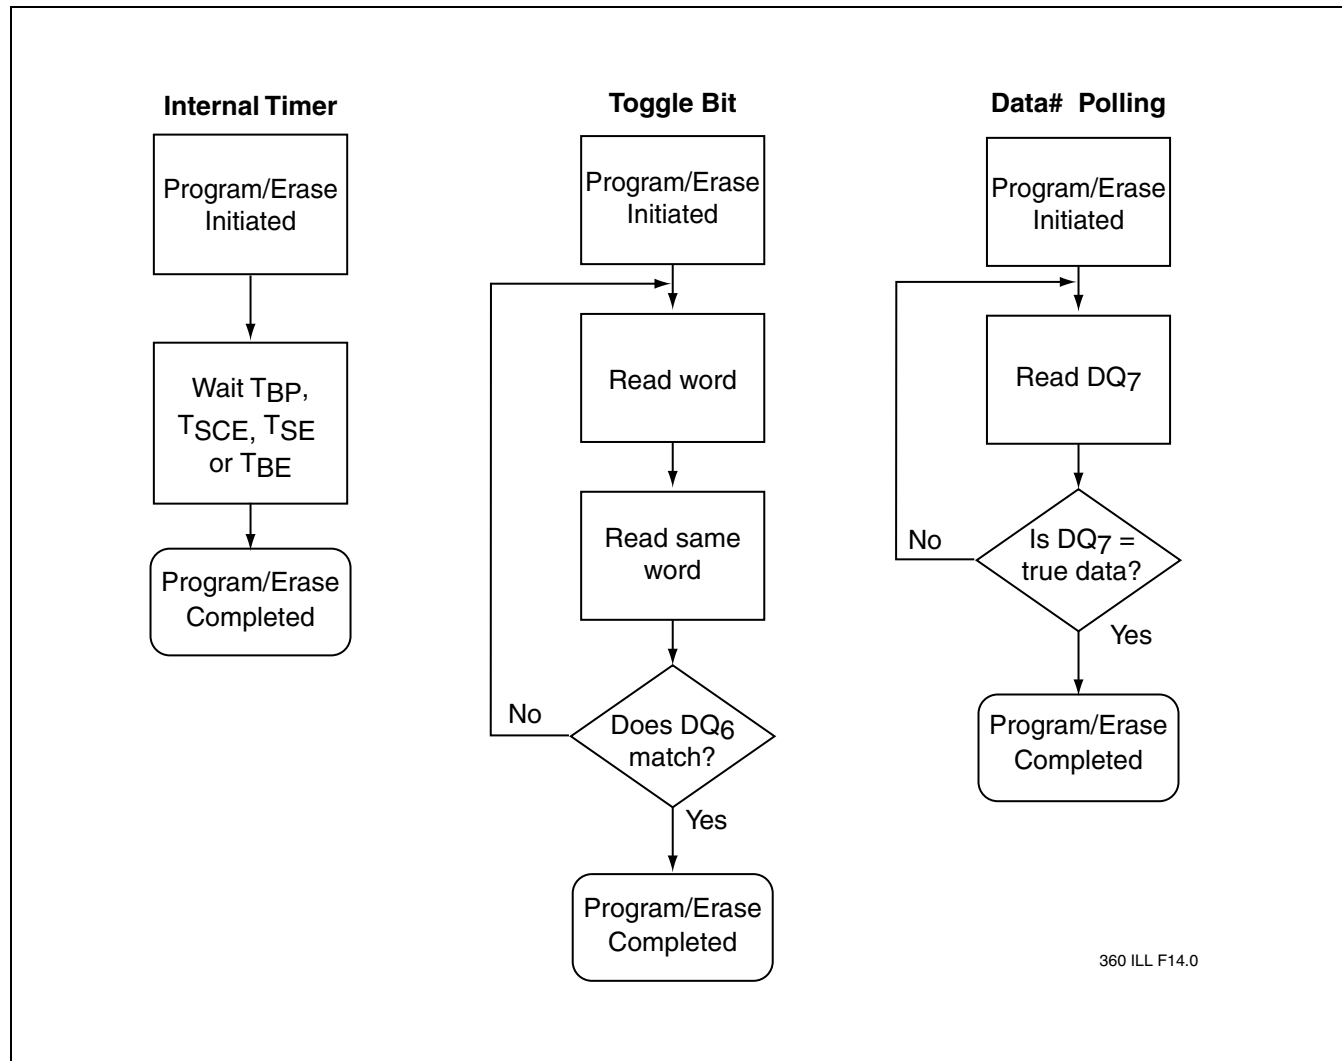 Internal Timer
Program/Erase
Initiated
Wait TBP,
TSCE, TSE
or TBE
Program/Erase
Completed
Toggle Bit
Program/Erase
Initiated
Read word
Read same
word
Does DQ6
match?
No
Yes
Program/Erase
Completed
Data# Polling
Program/Erase
Initiated
Read DQ7
Is DQ7 =
true data?
No
Yes
Program/Erase
Completed
360 ILL F14.0